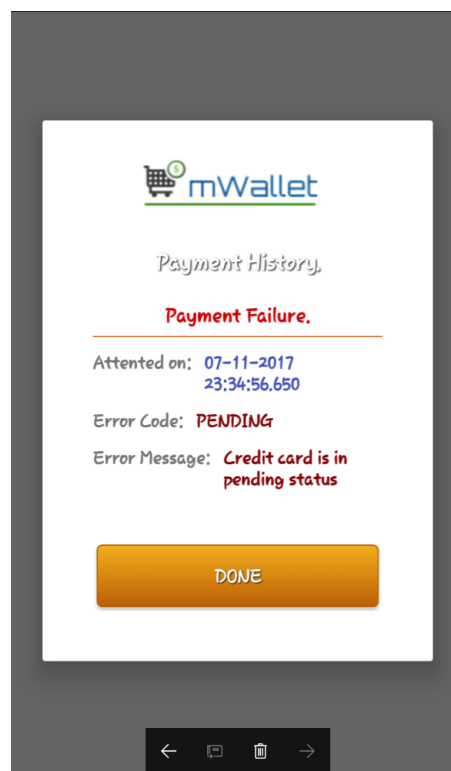 mWallet
Payment History.
Payment Failure.
Attented on: 07-11-2017
23:34:56.650
Error Code: PENDING
Error Message: Credit card is in
pending status
DONE